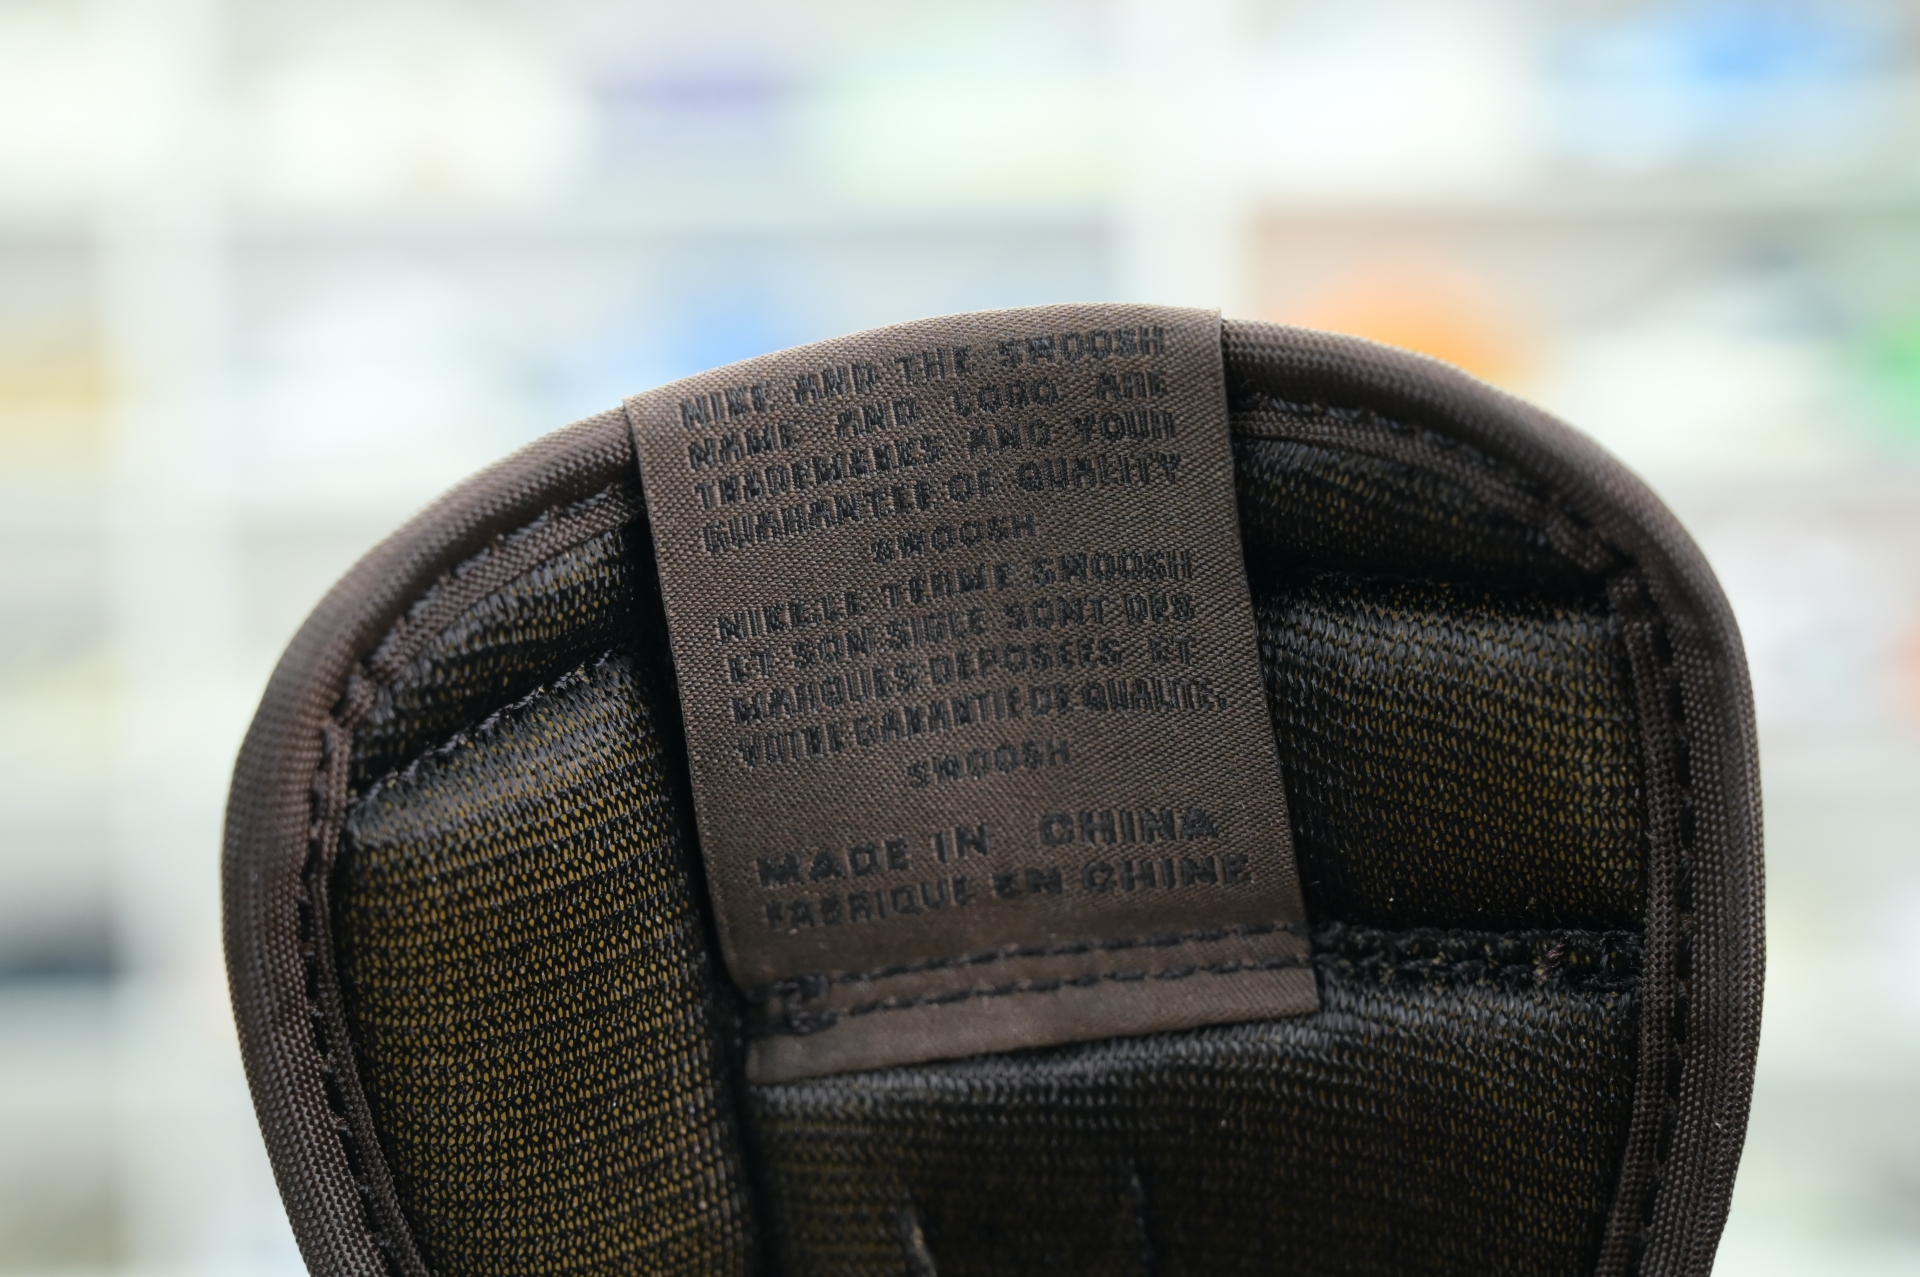 NIKE AND THE SWOOSH
NAME AND LOGO ARE
TRADEMARKS AND YOUR
GUARANTEE OF QUALITY
SWOOSH
NIKE.LE TERME SWOOSH
ET SON SIGLE SONT DES
MARQUES DEPOSEES ET
VOTRE GARANTIE DE QUALITE.
SWOOSH
MADE IN CHINA
FABRIQUE EN CHINE